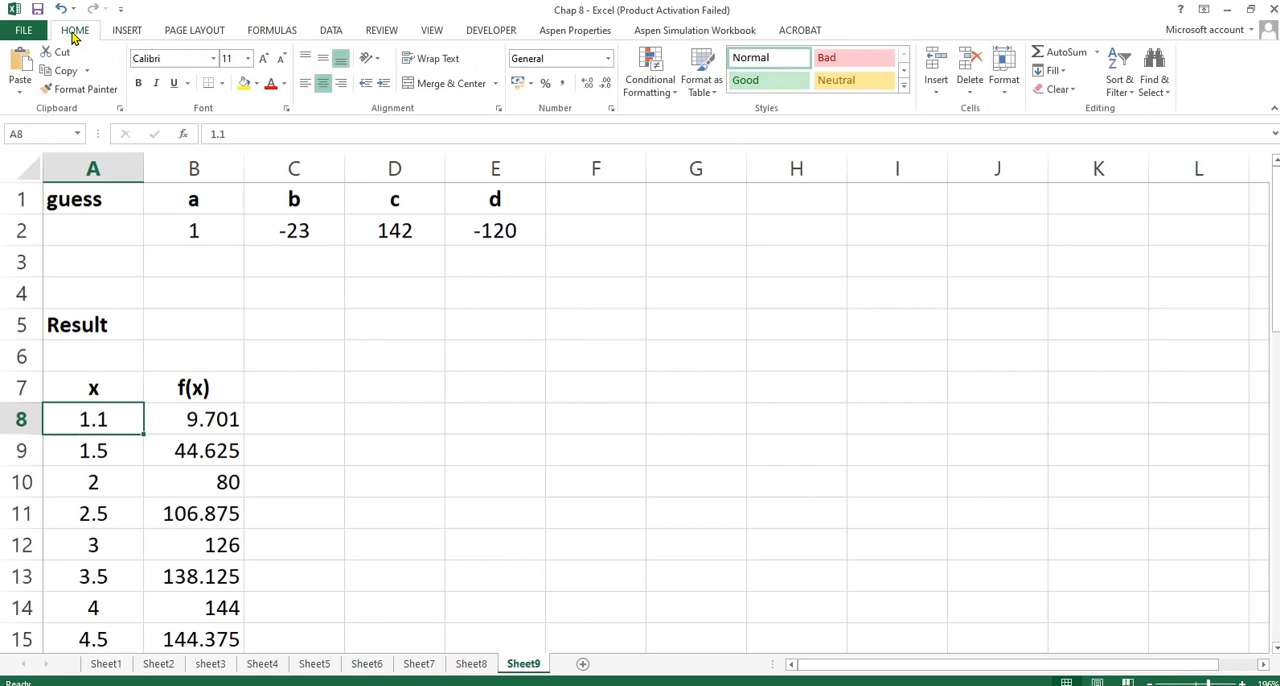 Chap 8 - Excel (Product Activation Failed)
FILE HOME INSERT PAGE LAYOUT FORMULAS DATA REVIEW VIEW DEVELOPER Aspen Properties Aspen Simulation Workbook ACROBAT Microsoft account
Paste
Cut
Copy
Format Painter
Clipboard
Calibri 11
B I U
Font
Wrap Text
Merge & Center
Alignment
General
Number
Conditional Formatting
Format as Table
Normal Bad
Good Neutral
Styles
Insert Delete Format
Cells
AutoSum
Fill
Clear
Sort & Filter
Find & Select
Editing
A8 fx 1.1
A B C D E F G H I J K L
1 guess a b c d
2 1 -23 142 -120
3
4
5 Result
6
7 x f(x)
8 1.1 9.701
9 1.5 44.625
10 2 80
11 2.5 106.875
12 3 126
13 3.5 138.125
14 4 144
15 4.5 144.375
Sheet1 Sheet2 sheet3 Sheet4 Sheet5 Sheet6 Sheet7 Sheet8 Sheet9
196%